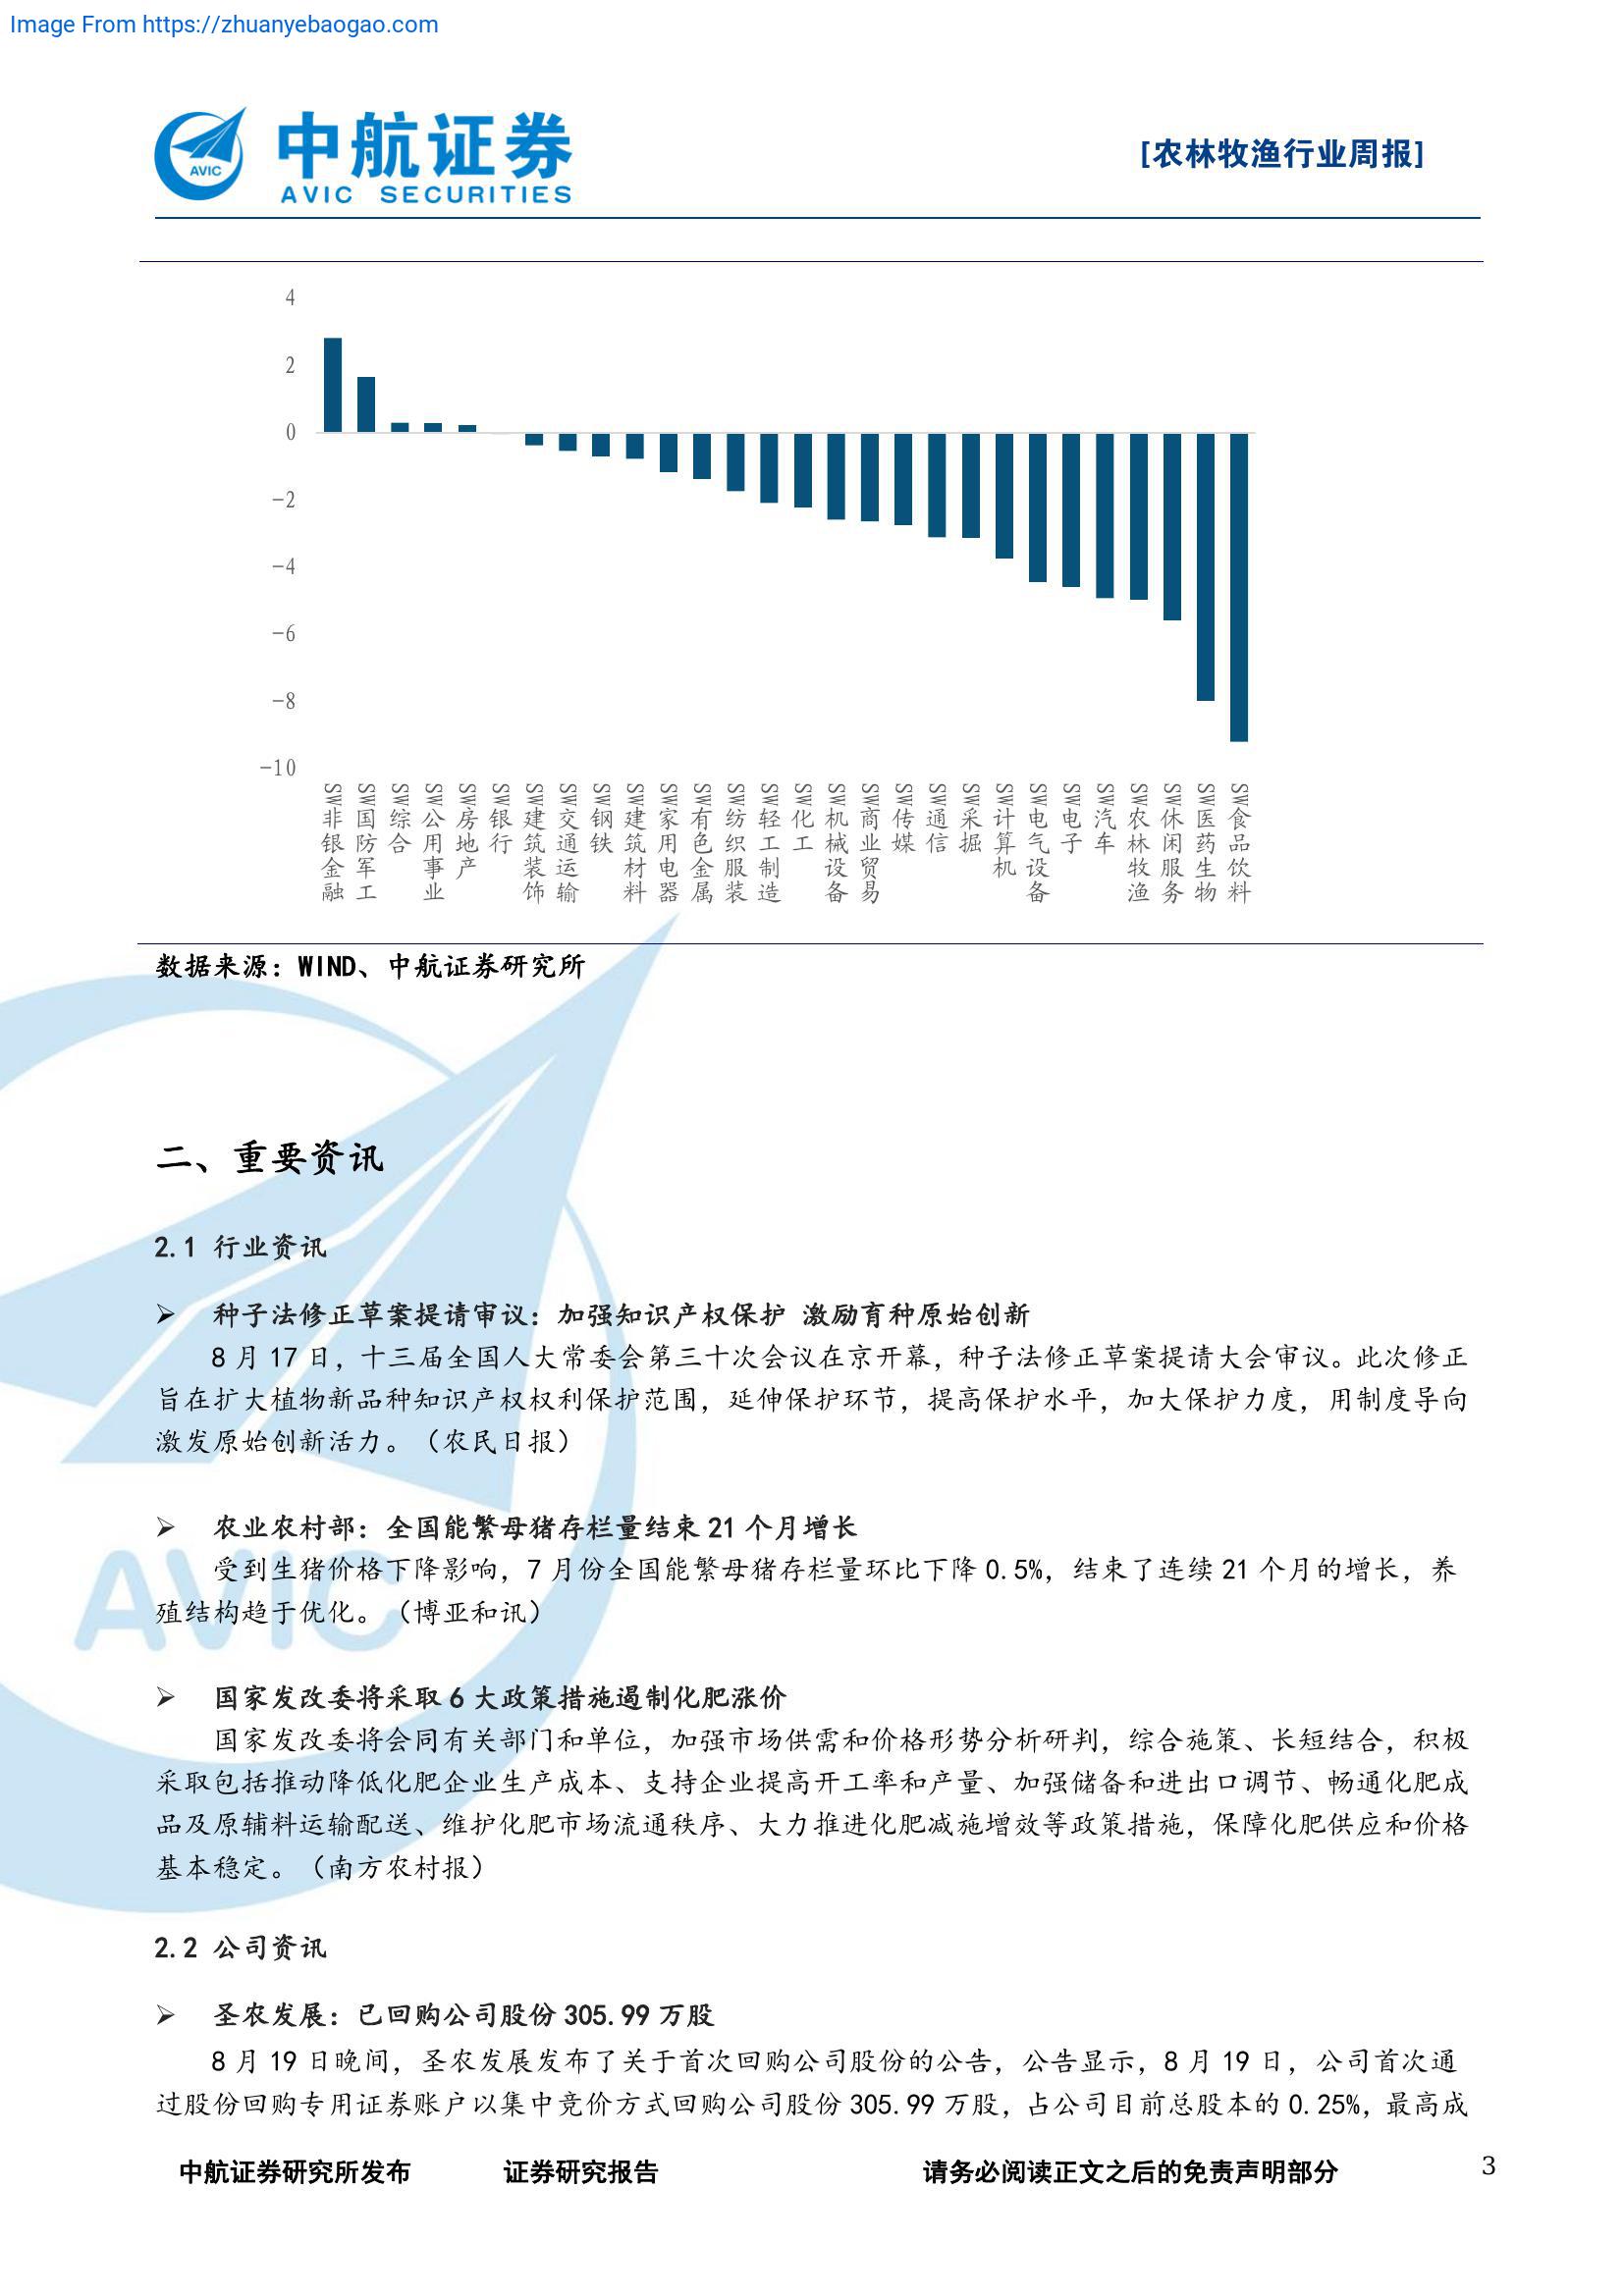 Image From https://zhuanyebaogao.com
AVIC
中航证券
AVIC SECURITIES
[农林牧渔行业周报]
4
2
0
-2
-4
-6
-8
-10
SW非银金融
SW国防军工
SW综合
SW公用事业
SW房地产
SW银行
SW建筑装饰
SW交通运输
SW钢铁
SW建筑材料
SW家用电器
SW有色金属
SW纺织服装
SW轻工制造
SW化工
SW机械设备
SW商业贸易
SW传媒
SW通信
SW采掘
SW计算机
SW电气设备
SW电子
SW汽车
SW农林牧渔
SW休闲服务
SW医药生物
SW食品饮料
数据来源：WIND、中航证券研究所
二、重要资讯
2.1 行业资讯
➢ 种子法修正草案提请审议：加强知识产权保护 激励育种原始创新
8 月 17 日，十三届全国人大常委会第三十次会议在京开幕，种子法修正草案提请大会审议。此次修正
旨在扩大植物新品种知识产权权利保护范围，延伸保护环节，提高保护水平，加大保护力度，用制度导向
激发原始创新活力。（农民日报）
➢ 农业农村部：全国能繁母猪存栏量结束 21 个月增长
受到生猪价格下降影响，7 月份全国能繁母猪存栏量环比下降 0.5%，结束了连续 21 个月的增长，养
殖结构趋于优化。（博亚和讯）
➢ 国家发改委将采取 6 大政策措施遏制化肥涨价
国家发改委将会同有关部门和单位，加强市场供需和价格形势分析研判，综合施策、长短结合，积极
采取包括推动降低化肥企业生产成本、支持企业提高开工率和产量、加强储备和进出口调节、畅通化肥成
品及原辅料运输配送、维护化肥市场流通秩序、大力推进化肥减施增效等政策措施，保障化肥供应和价格
基本稳定。（南方农村报）
AVIC
2.2 公司资讯
➢ 圣农发展：已回购公司股份 305.99 万股
8 月 19 日晚间，圣农发展发布了关于首次回购公司股份的公告，公告显示，8 月 19 日，公司首次通
过股份回购专用证券账户以集中竞价方式回购公司股份 305.99 万股，占公司目前总股本的 0.25%，最高成
中航证券研究所发布 证券研究报告 请务必阅读正文之后的免责声明部分 3